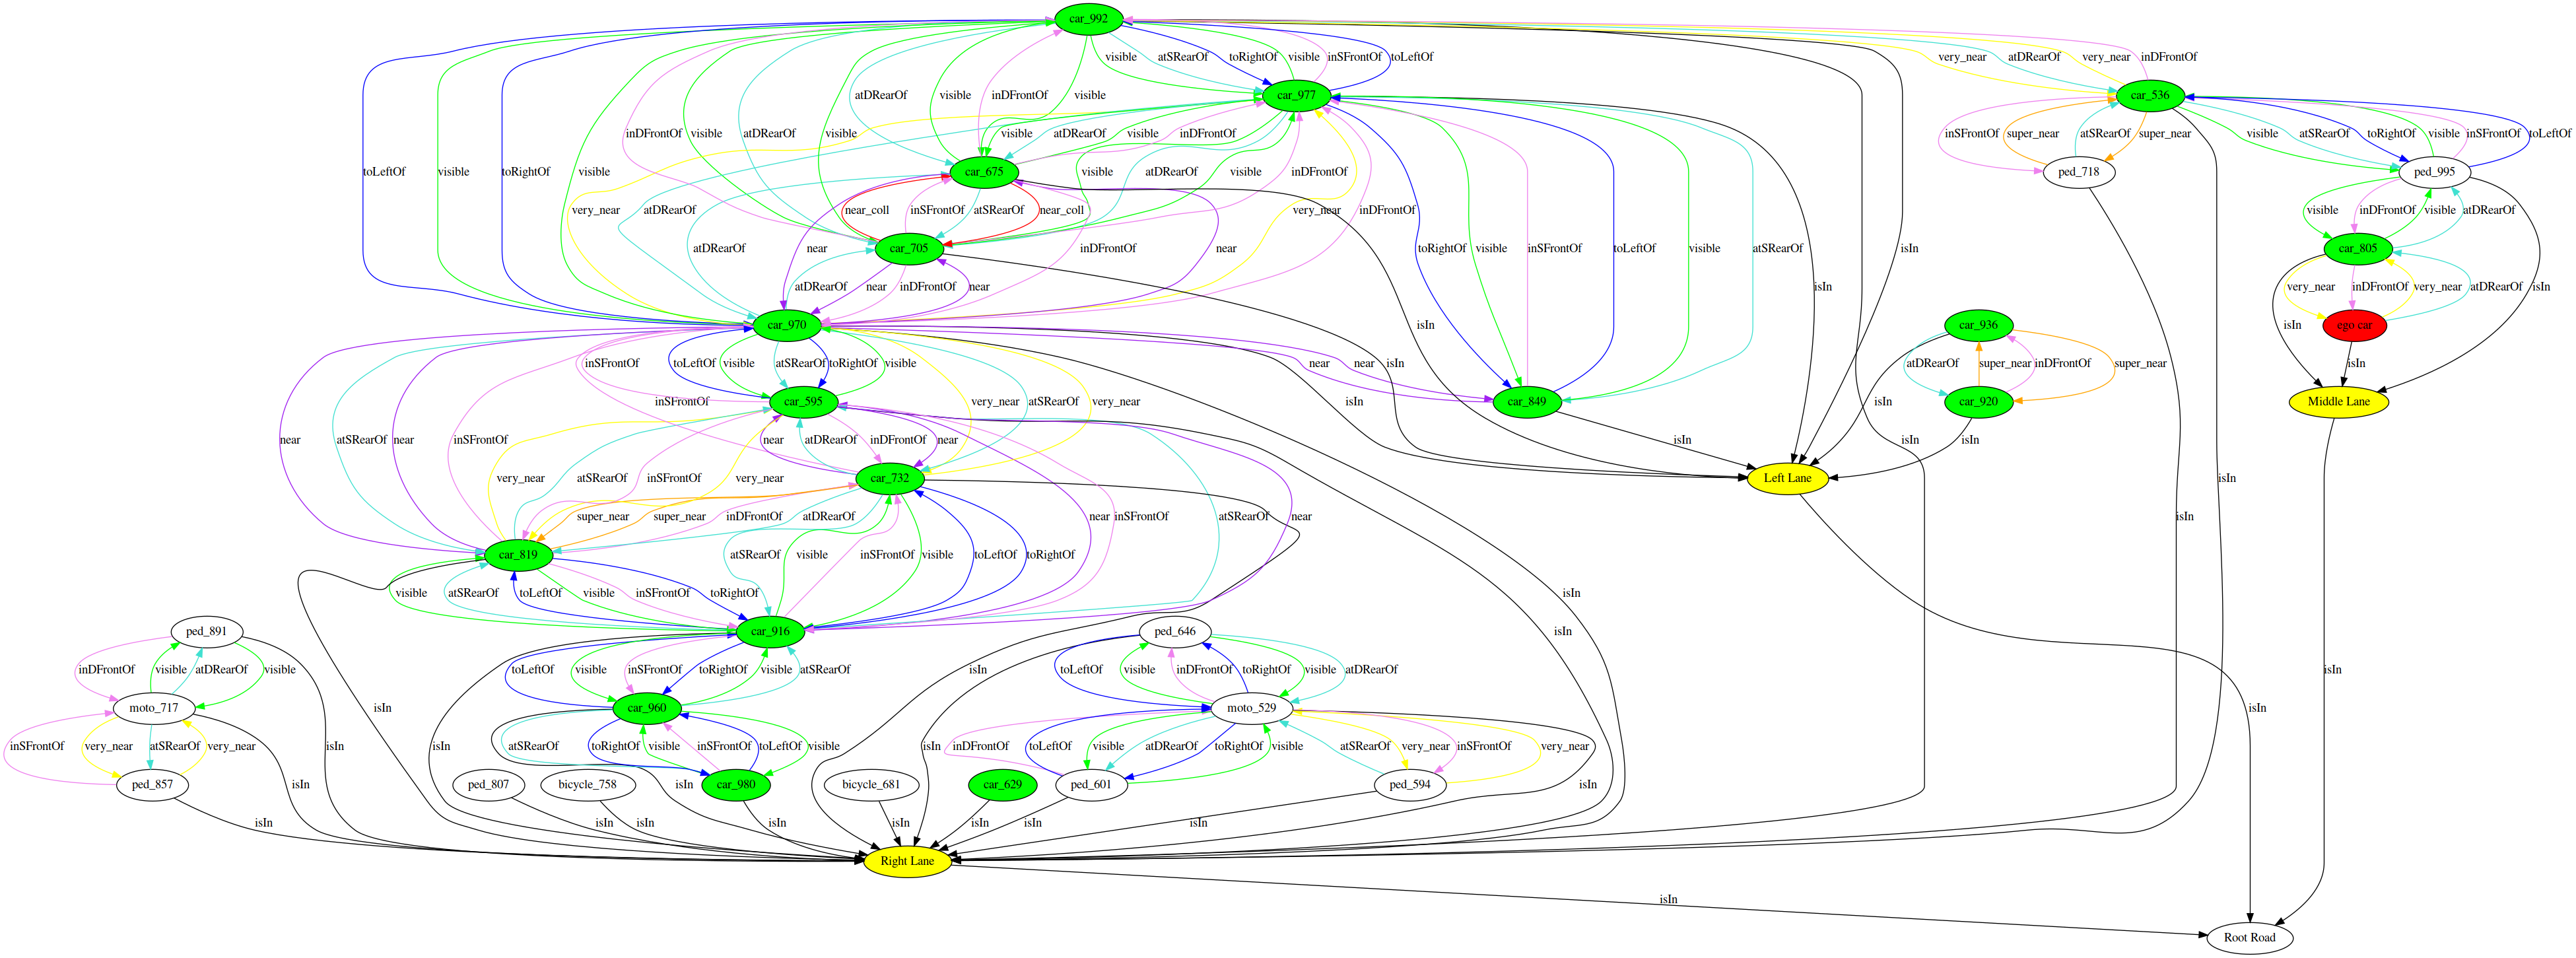 car_992
toLeftOf visible toRightOf visible inDFrontOf visible atDRearOf visible atDRearOf visible inDFrontOf visible visible atSRearOf toRightOf visible inSFrontOf toLeftOf very_near atDRearOf very_near inDFrontOf
car_977
car_536
visible atDRearOf visible inDFrontOf
inSFrontOf super_near atSRearOf super_near visible atSRearOf toRightOf visible inSFrontOf toLeftOf
very_near atDRearOf visible atDRearOf visible inDFrontOf very_near inDFrontOf
car_675
ped_718
ped_995
near_coll inSFrontOf atSRearOf near_coll
visible inDFrontOf visible atDRearOf
atDRearOf near inDFrontOf near toRightOf visible inSFrontOf toLeftOf visible atSRearOf
car_705
car_805
atDRearOf near inDFrontOf near
isIn
very_near inDFrontOf very_near atDRearOf isIn
car_970
isIn
car_936
ego car
inSFrontOf toLeftOf visible atSRearOf toRightOf visible near near isIn
atDRearOf super_near inDFrontOf super_near
isIn isIn
inSFrontOf very_near atSRearOf very_near isIn isIn
car_595
car_849
car_920
Middle Lane
near atSRearOf near inSFrontOf near atDRearOf inDFrontOf near
isIn isIn isIn
very_near atSRearOf inSFrontOf very_near
car_732
Left Lane
isIn
super_near super_near inDFrontOf atDRearOf near inSFrontOf atSRearOf near
isIn
car_819
atSRearOf visible inSFrontOf visible toLeftOf toRightOf
visible atSRearOf toLeftOf visible inSFrontOf toRightOf
isIn
ped_891
car_916
ped_646
isIn
inDFrontOf visible atDRearOf visible
toLeftOf visible inSFrontOf toRightOf visible atSRearOf
isIn
toLeftOf visible inDFrontOf toRightOf visible atDRearOf
isIn
moto_717
car_960
moto_529
isIn
inSFrontOf very_near atSRearOf very_near isIn isIn
atSRearOf toRightOf visible inSFrontOf toLeftOf visible
isIn inDFrontOf toLeftOf visible atDRearOf toRightOf visible atSRearOf very_near inSFrontOf very_near
ped_857
ped_807
bicycle_758
isIn
car_980
bicycle_681
car_629
ped_601
ped_594
isIn
isIn isIn isIn isIn isIn isIn isIn isIn
isIn
Right Lane
isIn
Root Road